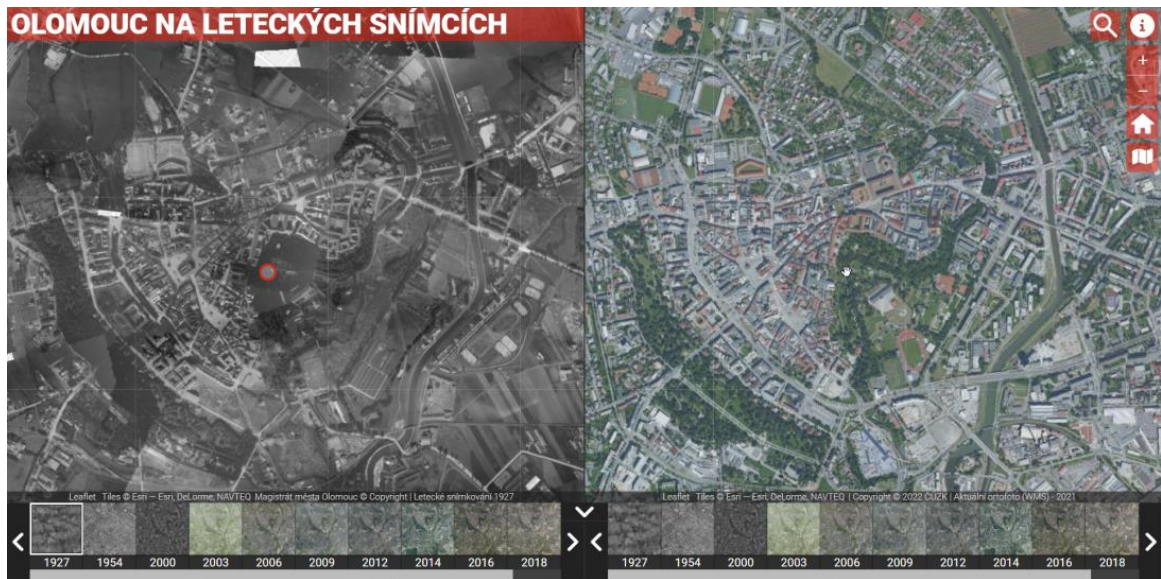 OLOMOUC NA LETECKÝCH SNÍMCÍCH
Leaflet Tiles © Esri — Esri, DeLorme, NAVTEQ Magistrát města Olomouc © Copyright | Letecké snímkování 1927
Leaflet Tiles © Esri — Esri, DeLorme, NAVTEQ | Copyright © 2022 ČÚZK | Aktuální ortofoto (WMS) - 2021
1927 1954 2000 2003 2006 2009 2012 2014 2016 2018
1927 1954 2000 2003 2006 2009 2012 2014 2016 2018